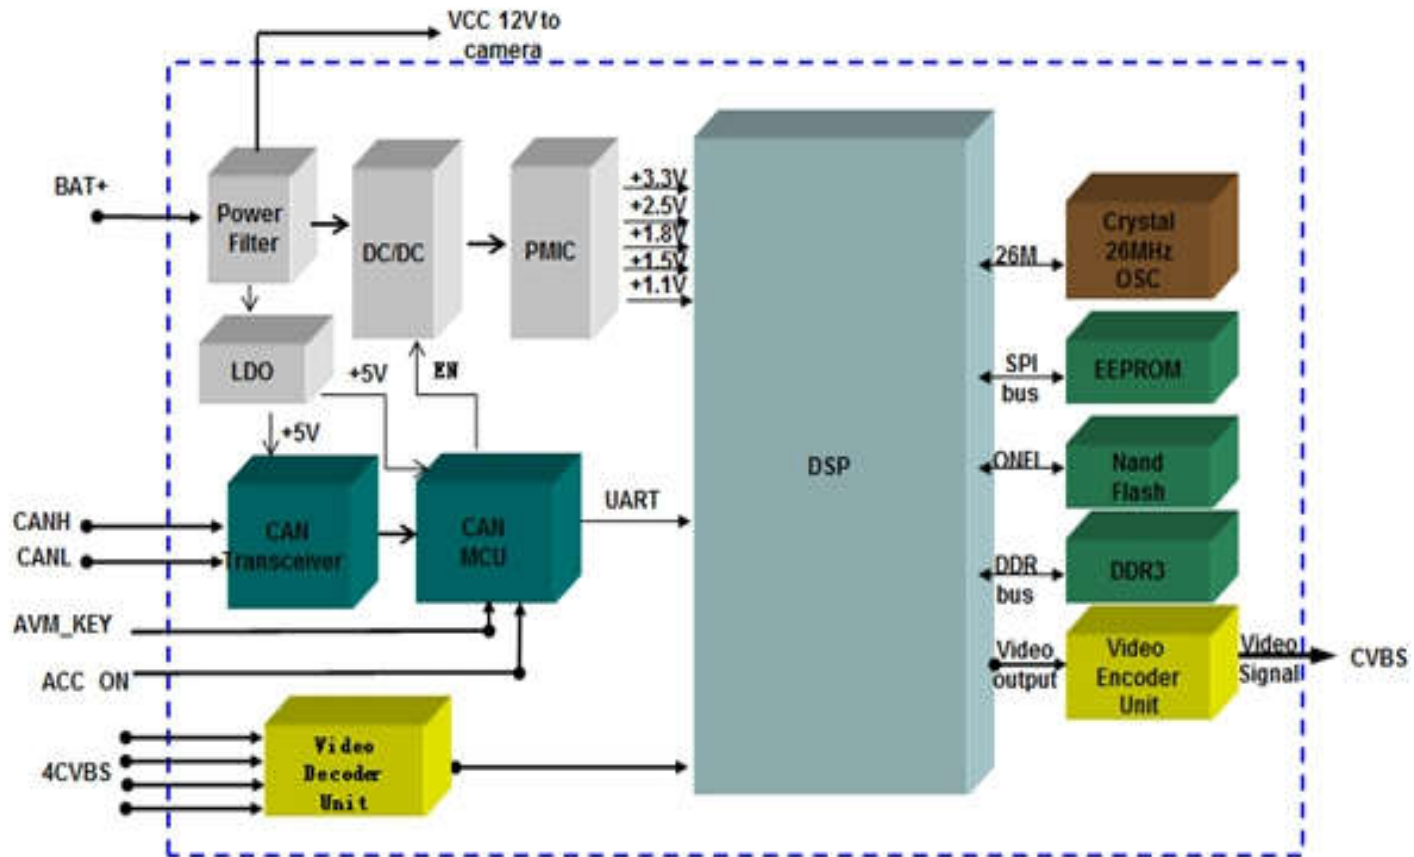 VCC 12V to
camera
BAT+
Power
Filter
DC/DC
PMIC
+3.3V
+2.5V
+1.8V
+1.5V
+1.1V
26M
Crystal
26MHz
OSC
LDO
+5V
EN
SPI
bus
EEPROM
+5V
DSP
ONFI
Nand
Flash
CANH
CANL
CAN
Transceiver
CAN
MCU
UART
DDR
bus
DDR3
AVM_KEY
ACC ON
Video
output
Video
Encoder
Unit
Video
Signal
CVBS
4CVBS
Video
Decoder
Unit